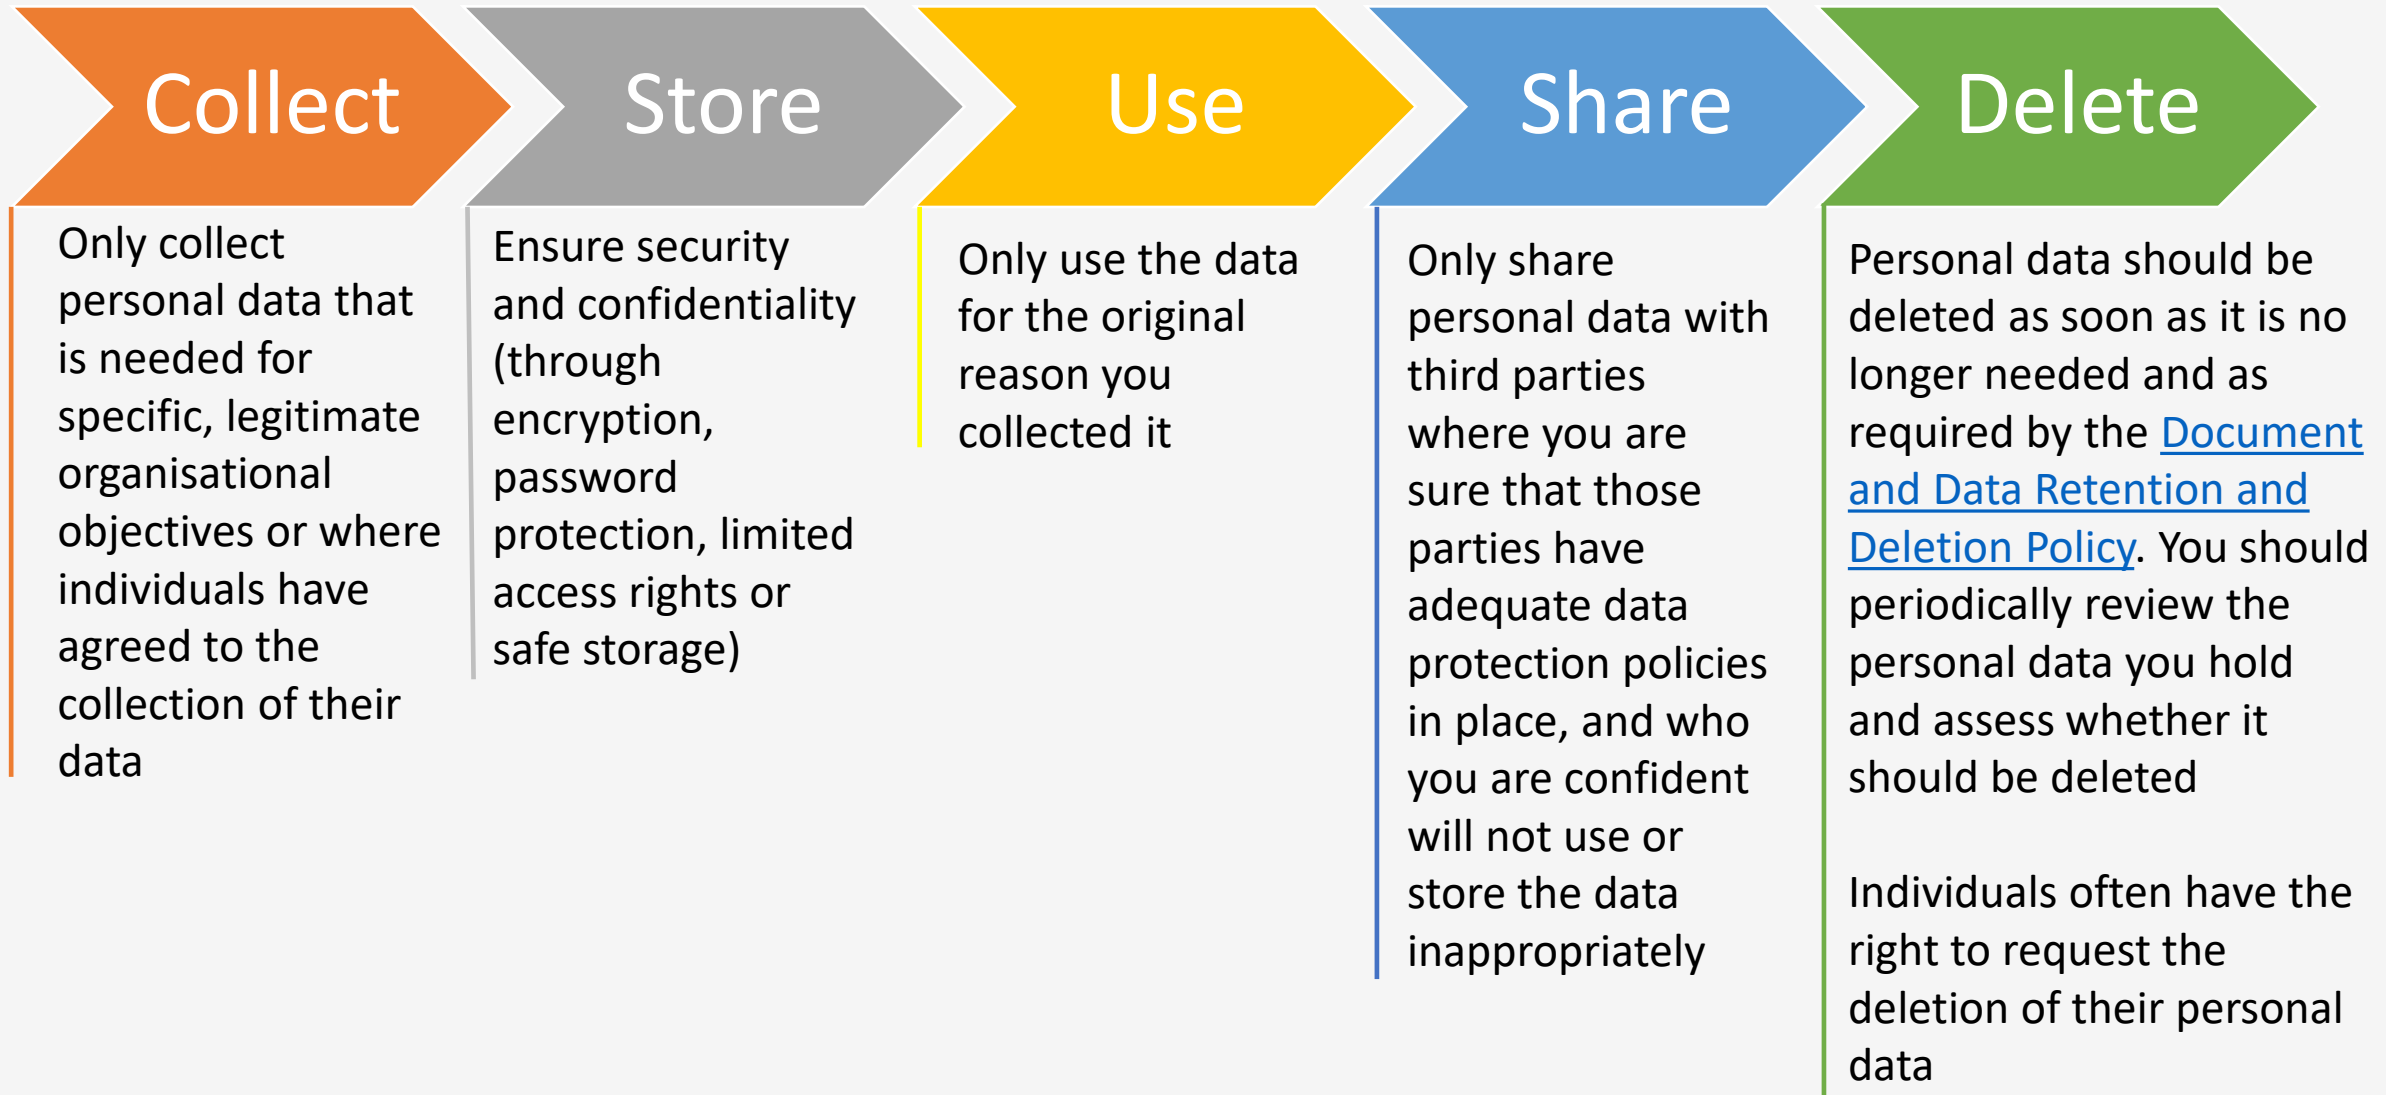 Collect
Store
Use
Share
Delete
Only collect
personal data that
is needed for
specific, legitimate
organisational
objectives or where
individuals have
agreed to the
collection of their
data
Ensure security
and confidentiality
(through
encryption,
password
protection, limited
access rights or
safe storage)
Only use the data
for the original
reason you
collected it
Only share
personal data with
third parties
where you are
sure that those
parties have
adequate data
protection policies
in place, and who
you are confident
will not use or
store the data
inappropriately
Personal data should be
deleted as soon as it is no
longer needed and as
required by the Document
and Data Retention and
Deletion Policy. You should
periodically review the
personal data you hold
and assess whether it
should be deleted
Individuals often have the
right to request the
deletion of their personal
data